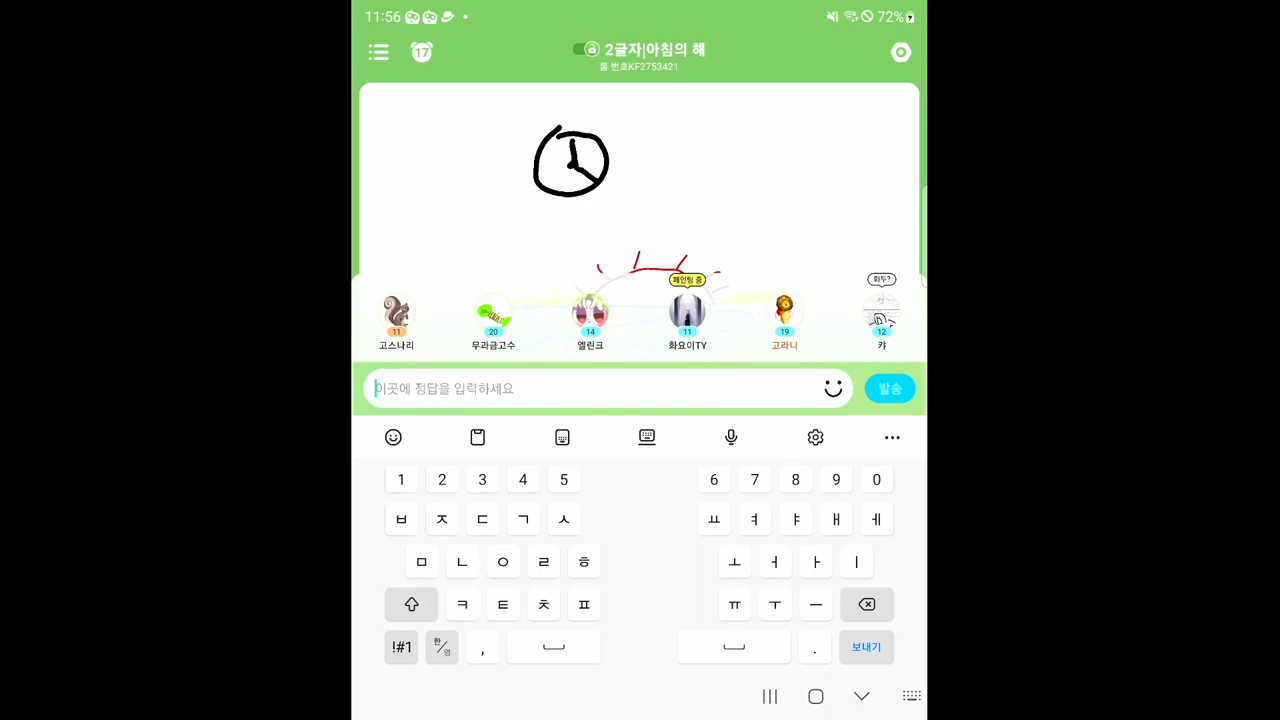 11:56
72%
17
2글자|아침의 해
룸 번호KF2753421
페인팅 중
화두?
11
20
14
11
19
12
고스나리
무과금고수
엘린크
화요이TY
고라니
캬
이곳에 정답을 입력하세요
발송
1 2 3 4 5 6 7 8 9 0
ㅂ ㅈ ㄷ ㄱ ㅅ ㅛ ㅕ ㅑ ㅐ ㅔ
ㅁ ㄴ ㅇ ㄹ ㅎ ㅗ ㅓ ㅏ ㅣ
ㅋ ㅌ ㅊ ㅍ ㅠ ㅜ ㅡ
!#1 한/영 , . 보내기